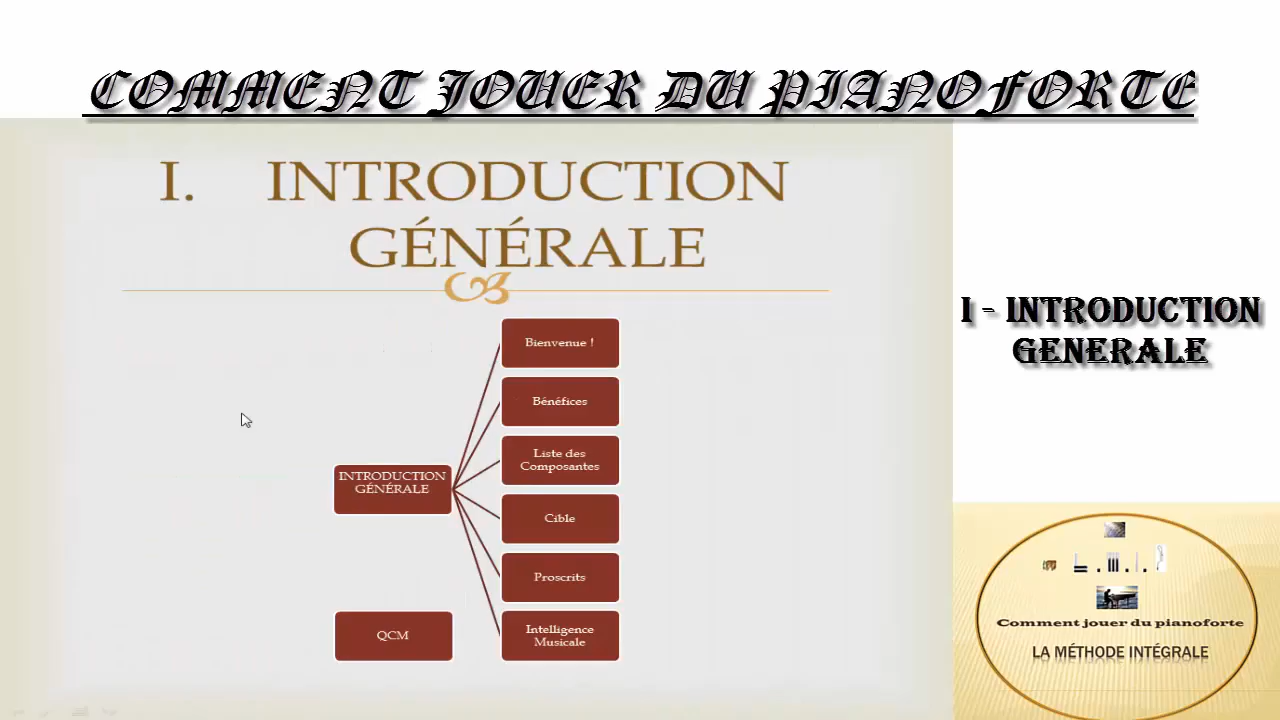 COMMENT JOUER DU PIANOFORTE
I. INTRODUCTION
GÉNÉRALE
Bienvenue !
Bénéfices
Liste des
Composantes
INTRODUCTION
GÉNÉRALE
Cible
Proscrits
Intelligence
Musicale
QCM
I - INTRODUCTION
GENERALE
Comment jouer du pianoforte
LA MÉTHODE INTÉGRALE